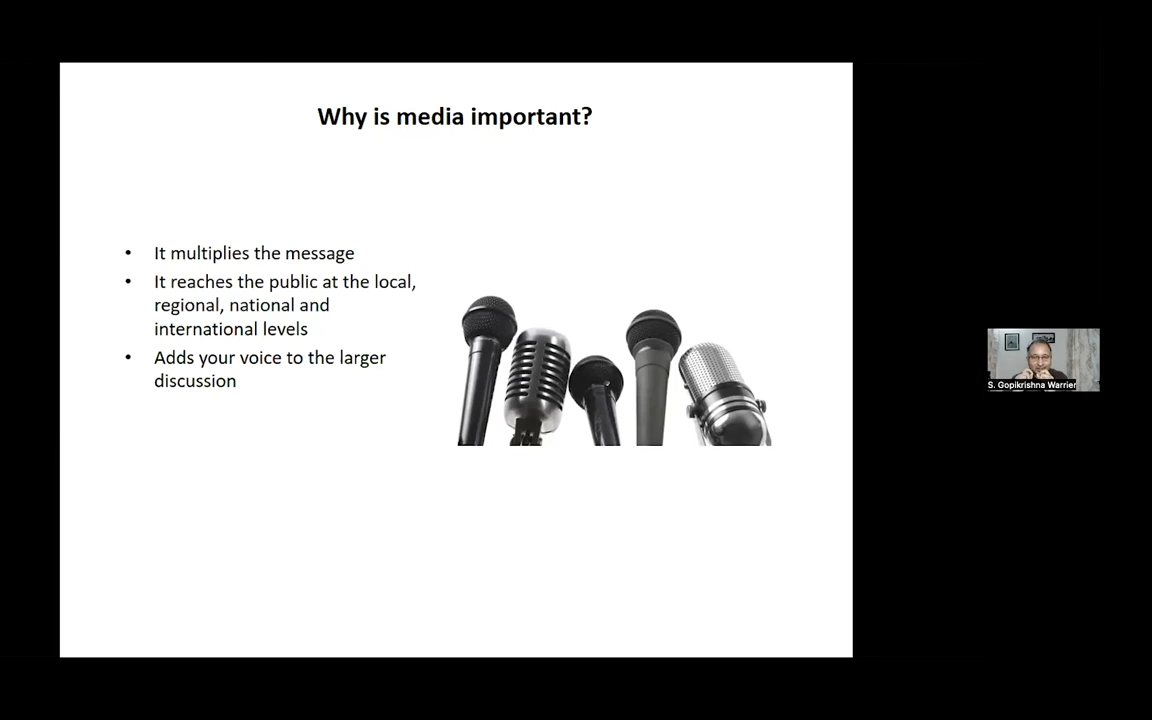 Why is media important?
• It multiplies the message
• It reaches the public at the local,
regional, national and
international levels
• Adds your voice to the larger
discussion
S. Gopikrishna Warrier